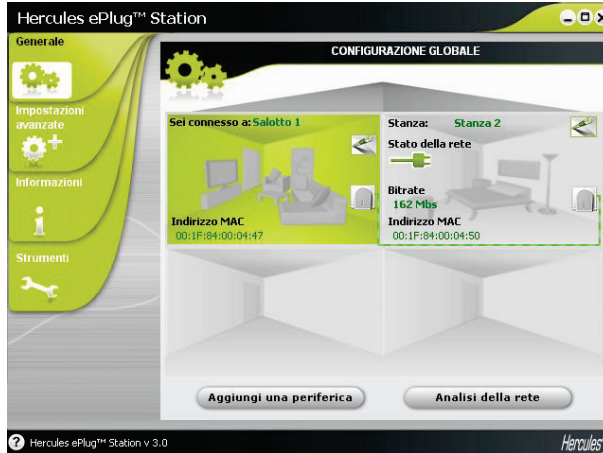 Hercules ePlug™ Station
Generale
Impostazioni
avanzate
Informazioni
Strumenti
CONFIGURAZIONE GLOBALE
Sei connesso a: Salotto 1
Indirizzo MAC
00:1F:84:00:04:47
Stanza: Stanza 2
Stato della rete
Bitrate
162 Mbs
Indirizzo MAC
00:1F:84:00:04:50
Aggiungi una periferica
Analisi della rete
? Hercules ePlug™ Station v 3.0
Hercules